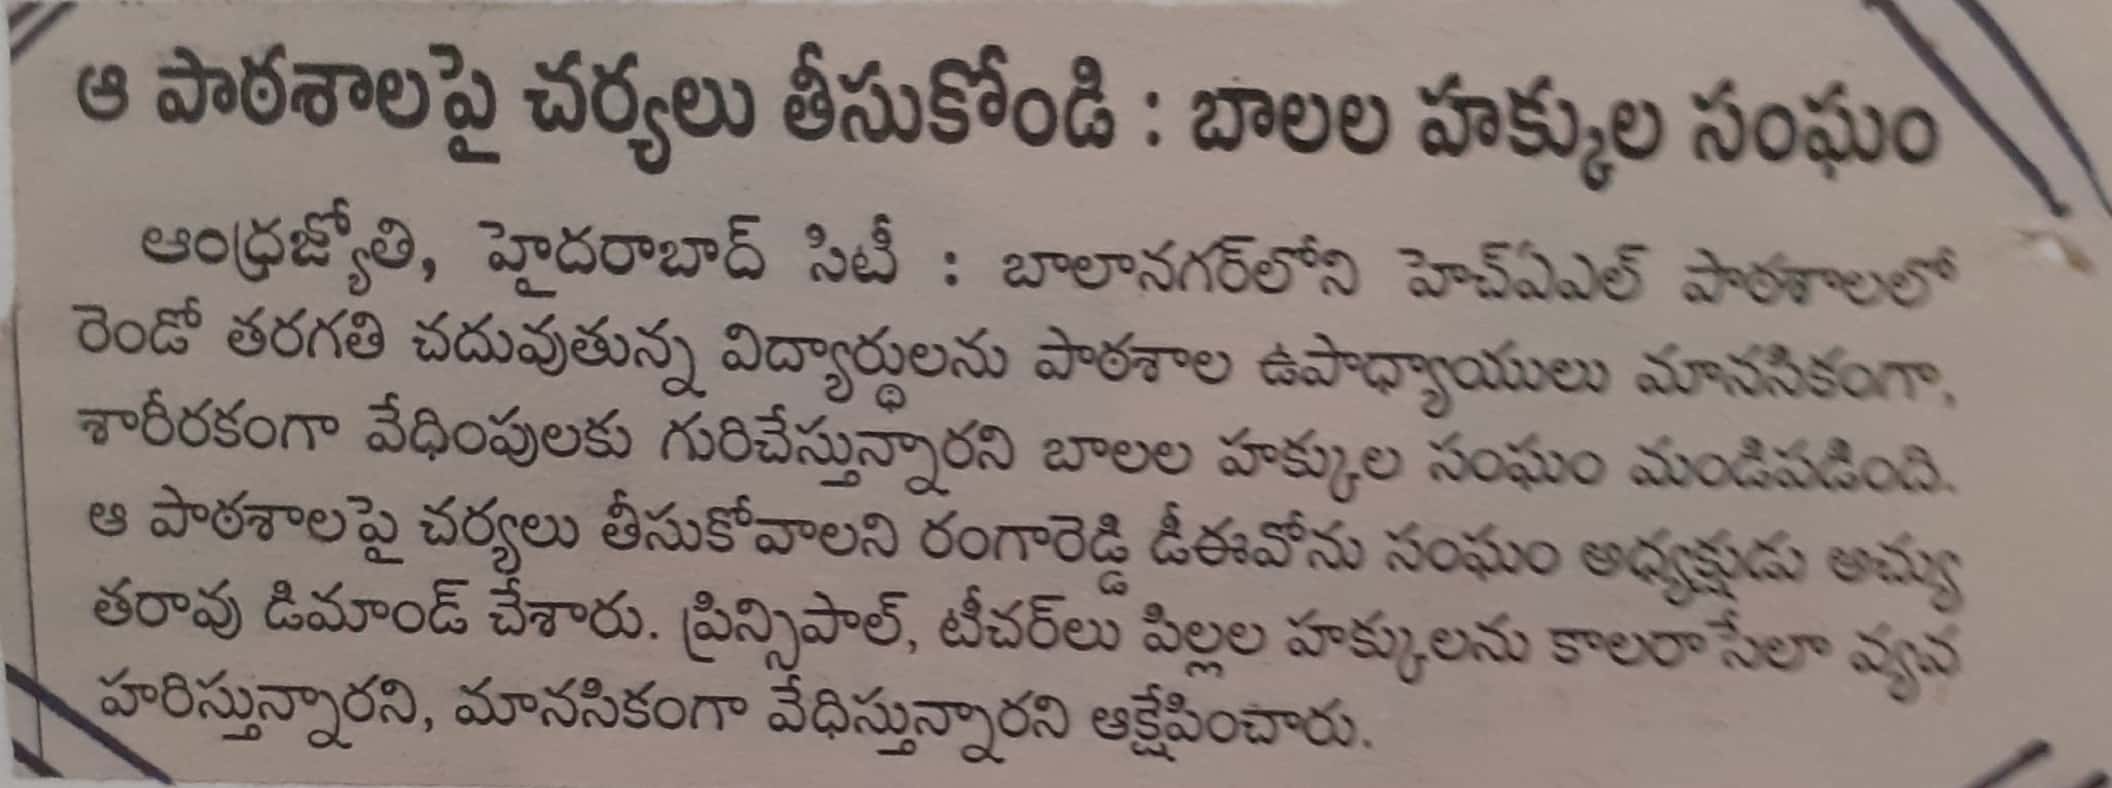 ఆ పాఠశాలపై చర్యలు తీసుకోండి : బాలల హక్కుల సంఘం
ఆంధ్రజ్యోతి, హైదరాబాద్ సిటీ : బాలానగర్‌లోని హెచ్ఏఎల్ పాఠశాలలో
రెండో తరగతి చదువుతున్న విద్యార్థులను పాఠశాల ఉపాధ్యాయులు మానసికంగా,
శారీరకంగా వేధింపులకు గురిచేస్తున్నారని బాలల హక్కుల సంఘం మండిపడింది.
ఆ పాఠశాలపై చర్యలు తీసుకోవాలని రంగారెడ్డి డీఈవోను సంఘం అధ్యక్షుడు అచ్యు
తరావు డిమాండ్ చేశారు. ప్రిన్సిపాల్, టీచర్‌లు పిల్లల హక్కులను కాలరాసేలా వ్యవ
హరిస్తున్నారని, మానసికంగా వేధిస్తున్నారని ఆక్షేపించారు.